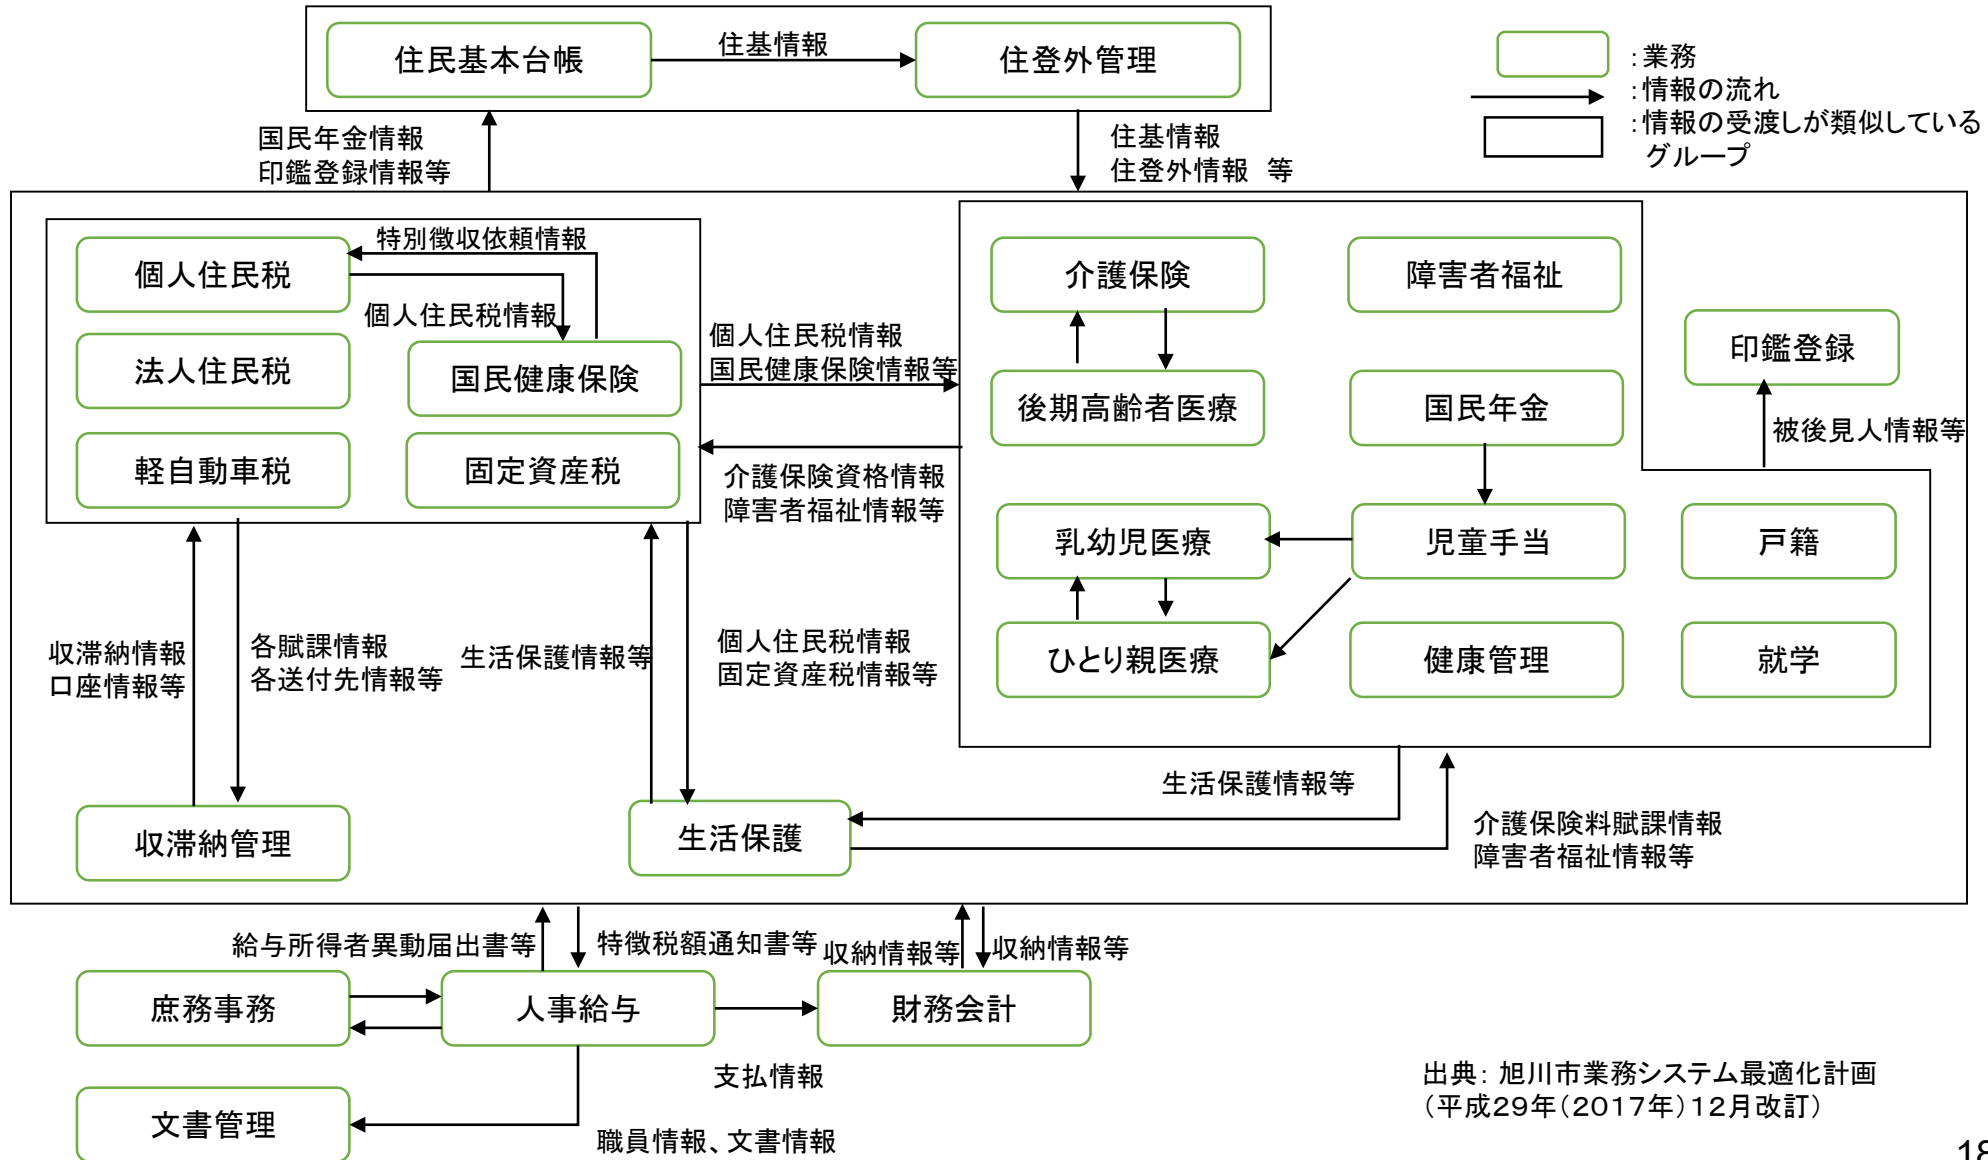 住民基本台帳
住基情報
住登外管理
:業務
:情報の流れ
:情報の受渡しが類似している
グループ
国民年金情報
印鑑登録情報等
住基情報
住登外情報　等
特別徴収依頼情報
個人住民税
個人住民税情報
法人住民税
国民健康保険
軽自動車税
固定資産税
個人住民税情報
国民健康保険情報等
介護保険資格情報
障害者福祉情報等
介護保険
障害者福祉
印鑑登録
後期高齢者医療
国民年金
被後見人情報等
乳幼児医療
児童手当
戸籍
ひとり親医療
健康管理
就学
収滞納情報
口座情報等
各賦課情報
各送付先情報等
生活保護情報等
個人住民税情報
固定資産税情報等
生活保護情報等
収滞納管理
生活保護
介護保険料賦課情報
障害者福祉情報等
給与所得者異動届出書等
特徴税額通知書等
収納情報等
収納情報等
庶務事務
人事給与
財務会計
支払情報
文書管理
職員情報、文書情報
出典：旭川市業務システム最適化計画
（平成29年（2017年）12月改訂）
18